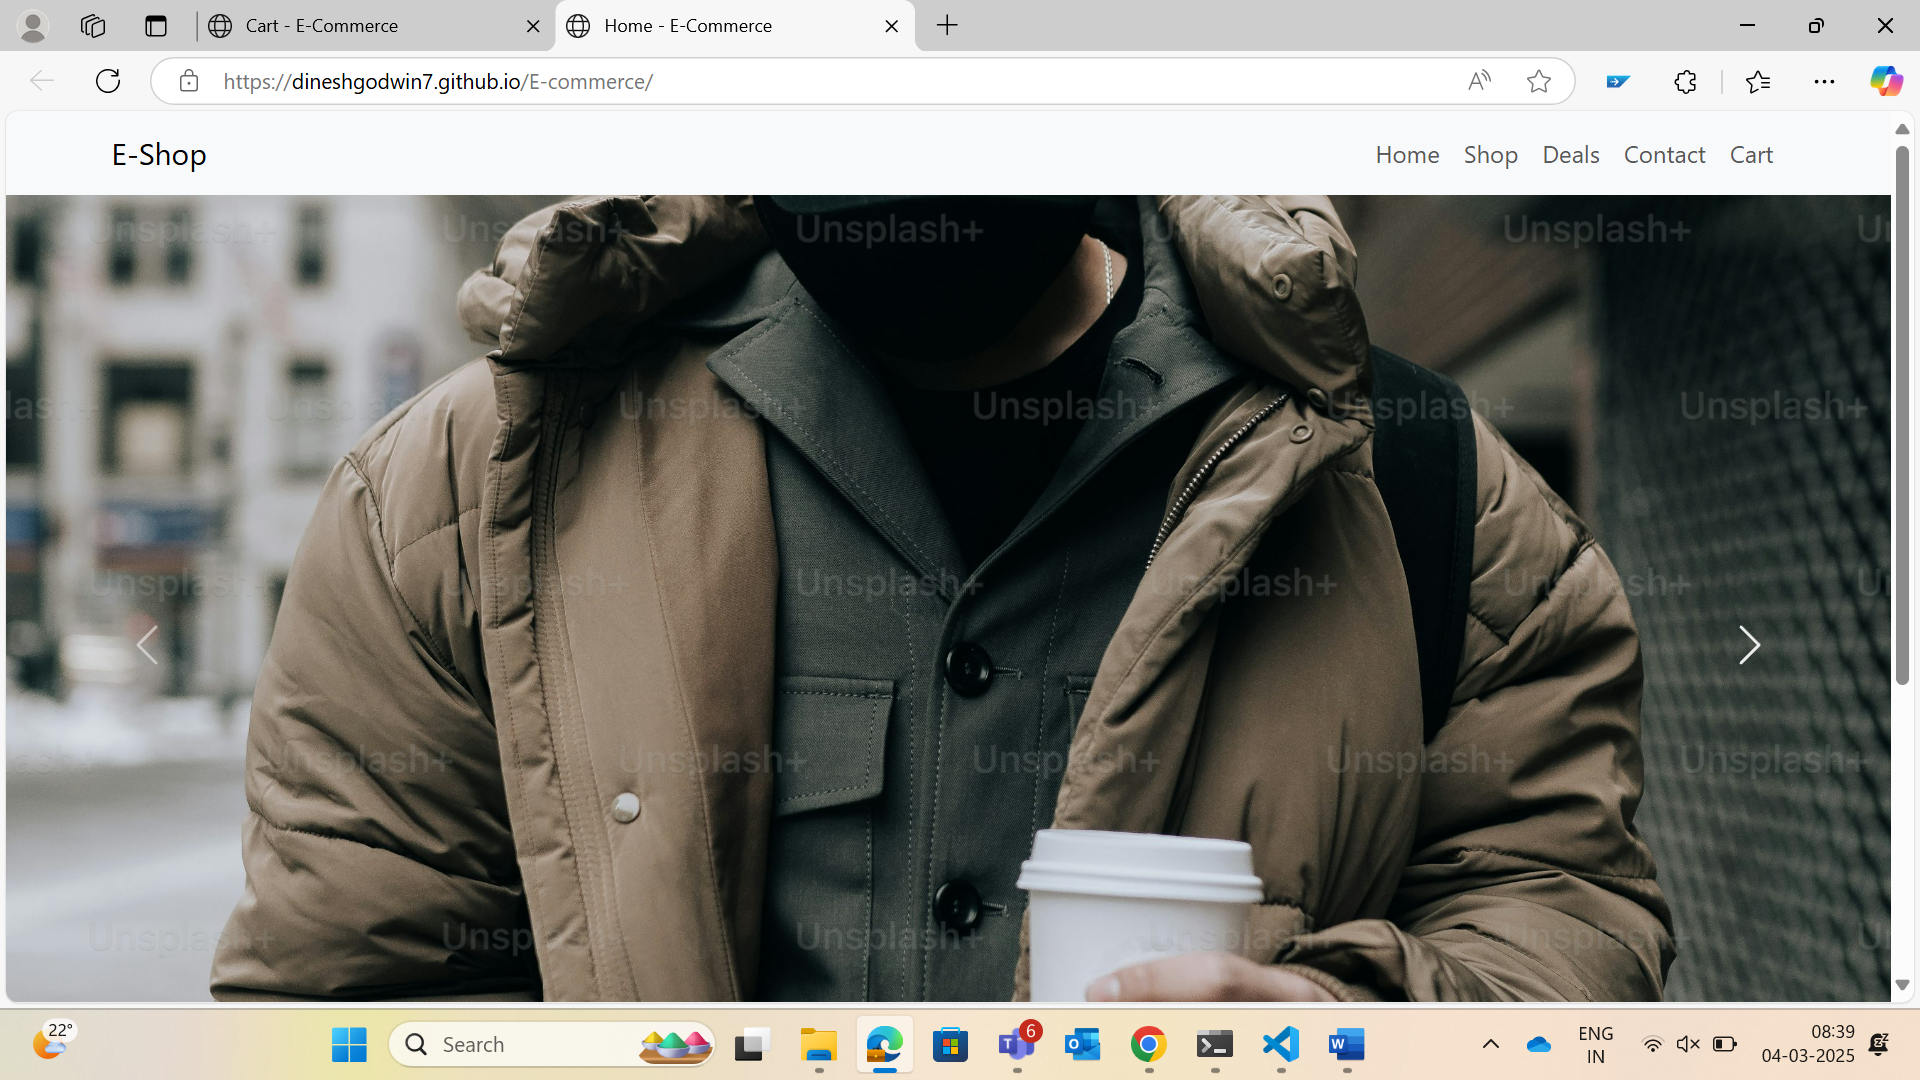 Cart - E-Commerce
Home - E-Commerce
https://dineshgodwin7.github.io/E-commerce/
E-Shop
Home Shop Deals Contact Cart
Unsplash+ Unsplash+ Unsplash+ Unsplash+
Unsplash+ Unsplash+ Unsplash+ Unsplash+
Unsplash+ Unsplash+ Unsplash+ Unsplash+ Unsplash+
Unsplash+ Unsplash+ Unsplash+ Unsplash+ Unsplash+
Unsplash+ Unsplash+ Unsplash+ Unsplash+
22°
Search
6
ENG
IN
08:39
04-03-2025